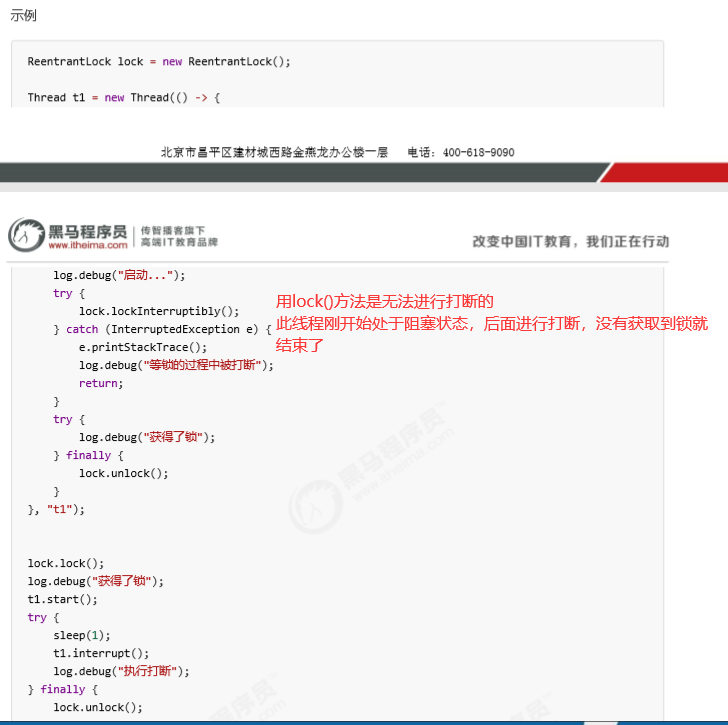 示例
ReentrantLock lock = new ReentrantLock();
Thread t1 = new Thread(() -> {
北京市昌平区建材城西路金燕龙办公楼一层 电话：400-618-9090
黑马程序员
www.itheima.com
传智播客旗下
高端IT教育品牌
改变中国IT教育，我们正在行动
log.debug("启动...");
try {
lock.lockInterruptibly();
} catch (InterruptedException e) {
e.printStackTrace();
log.debug("等锁的过程中被打断");
return;
}
用lock()方法是无法进行打断的
此线程刚开始处于阻塞状态，后面进行打断，没有获取到锁就
结束了
try {
log.debug("获得了锁");
} finally {
lock.unlock();
}
}, "t1");
黑马程序员
www.itheima.com
lock.lock();
log.debug("获得了锁");
t1.start();
try {
sleep(1);
t1.interrupt();
log.debug("执行打断");
} finally {
lock.unlock();